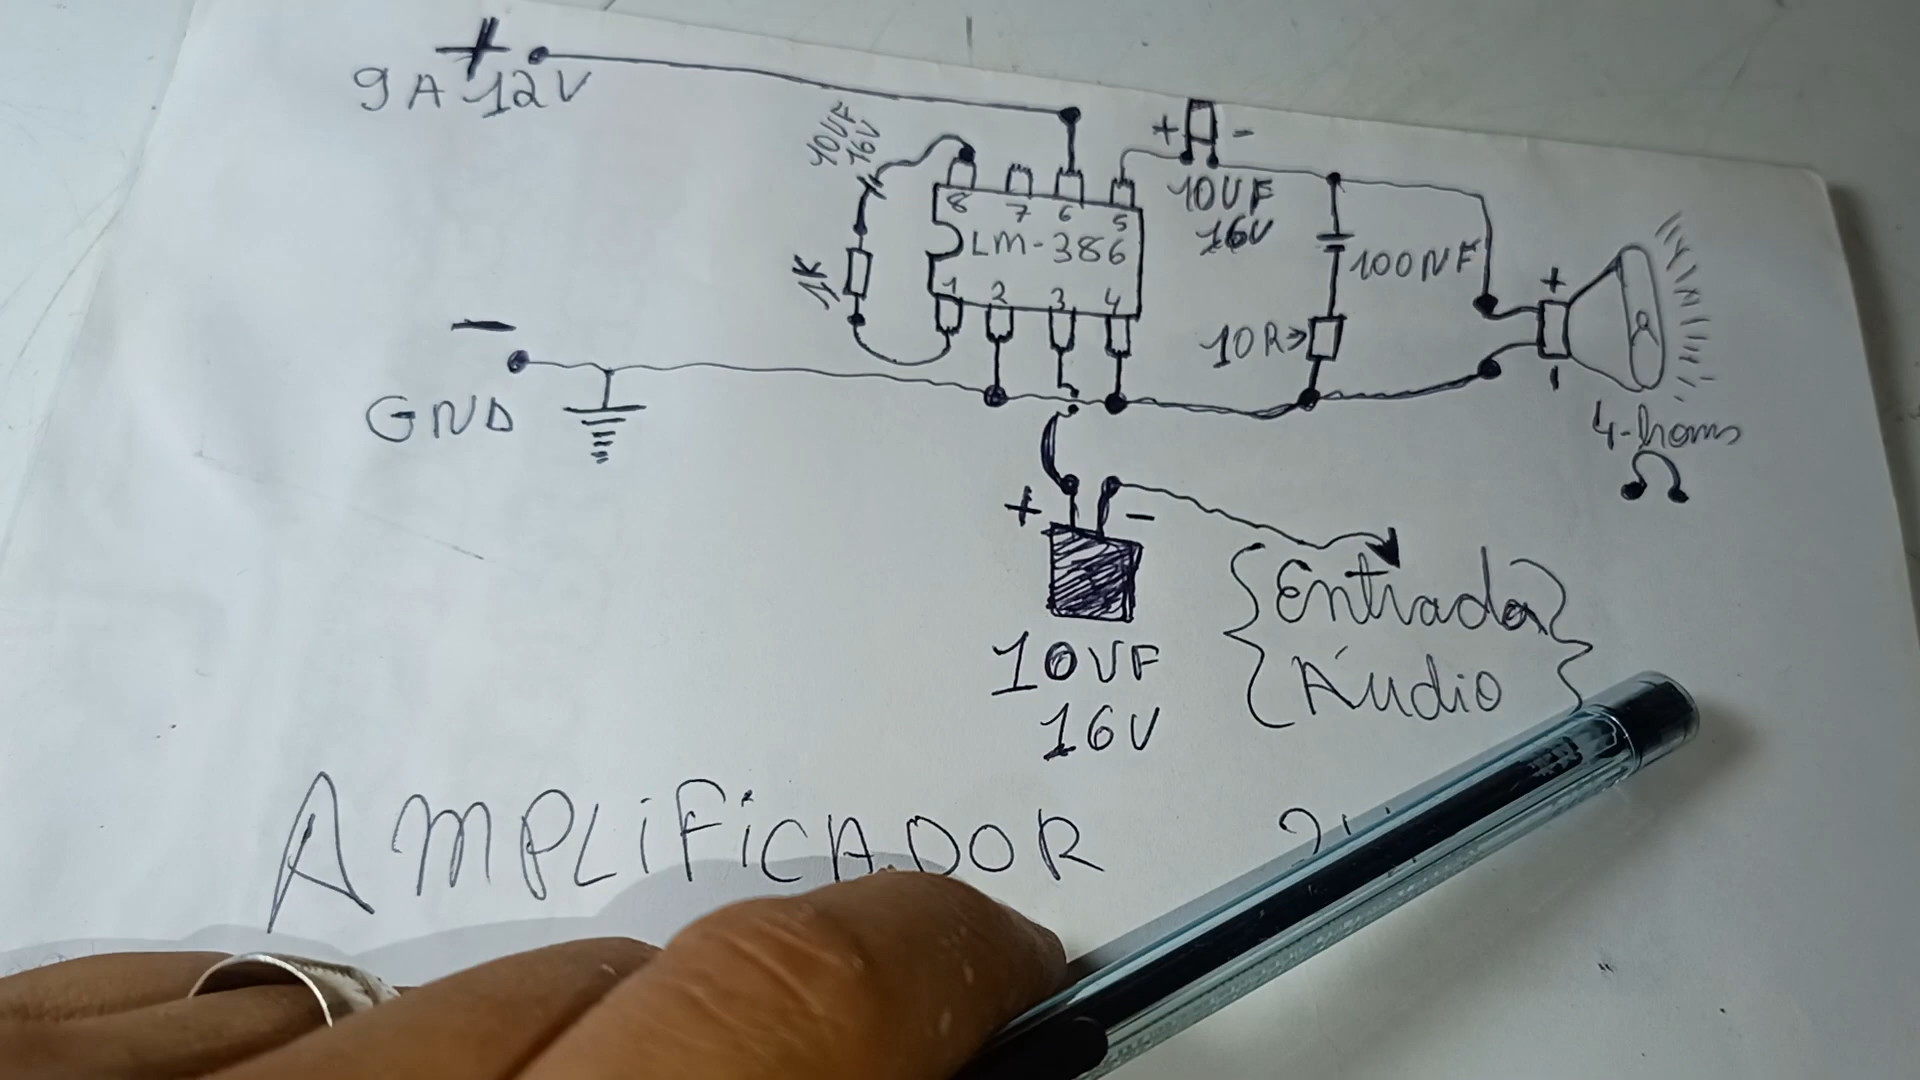 +
9 A 12V
10UF
16V
+ -
10UF
16V
8 7 6 5
LM-386
1 2 3 4
1K
100NF
10R
+
-
4-homs
Ω
-
GND
+ -
10UF
16V
Entrada
Áudio
AMPLiFiCADOR